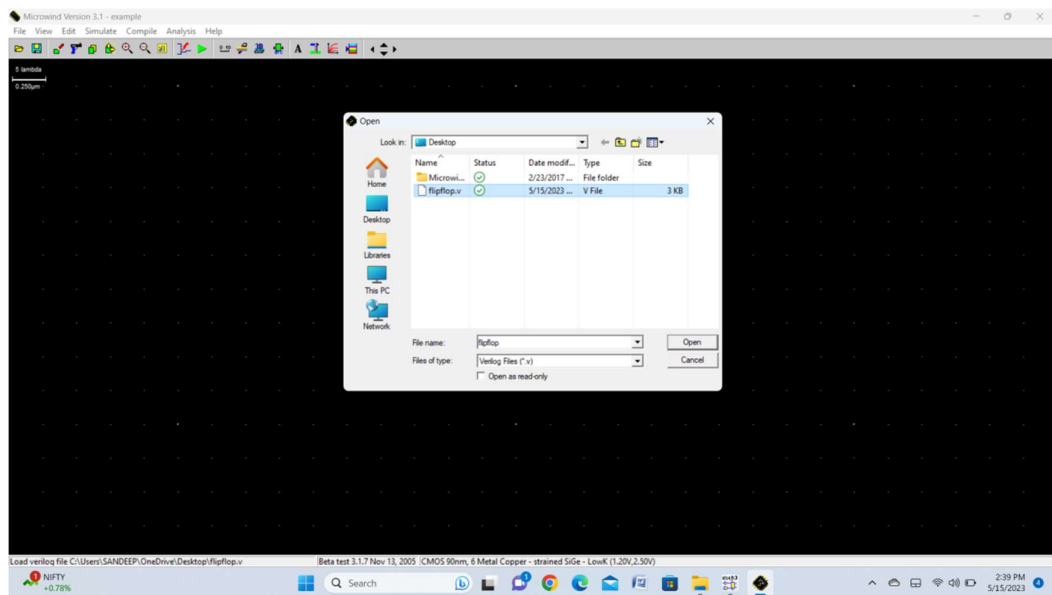 Microwind Version 3.1 - example
File View Edit Simulate Compile Analysis Help
5 lambda
0.250µm
Open
Look in: Desktop
Name Status Date modif... Type Size
Microwi... 2/23/2017 ... File folder
flipflop.v 5/15/2023 ... V File 3 KB
Home
Desktop
Libraries
This PC
Network
File name: flipflop Open
Files of type: Verilog Files (*.v) Cancel
Open as read-only
Load verilog file C:\Users\SANDEEP\OneDrive\Desktop\flipflop.v Beta test 3.1.7 Nov 13, 2005 CMOS 90nm, 6 Metal Copper - strained SiGe - LowK (1.20V,2.50V)
1 NIFTY
+0.78%
Search
2:39 PM
5/15/2023